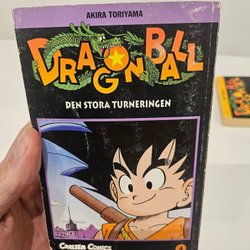 AKIRA TORIYAMA
DRAGON BALL
DEN STORA TURNERINGEN
CARLSEN COMICS